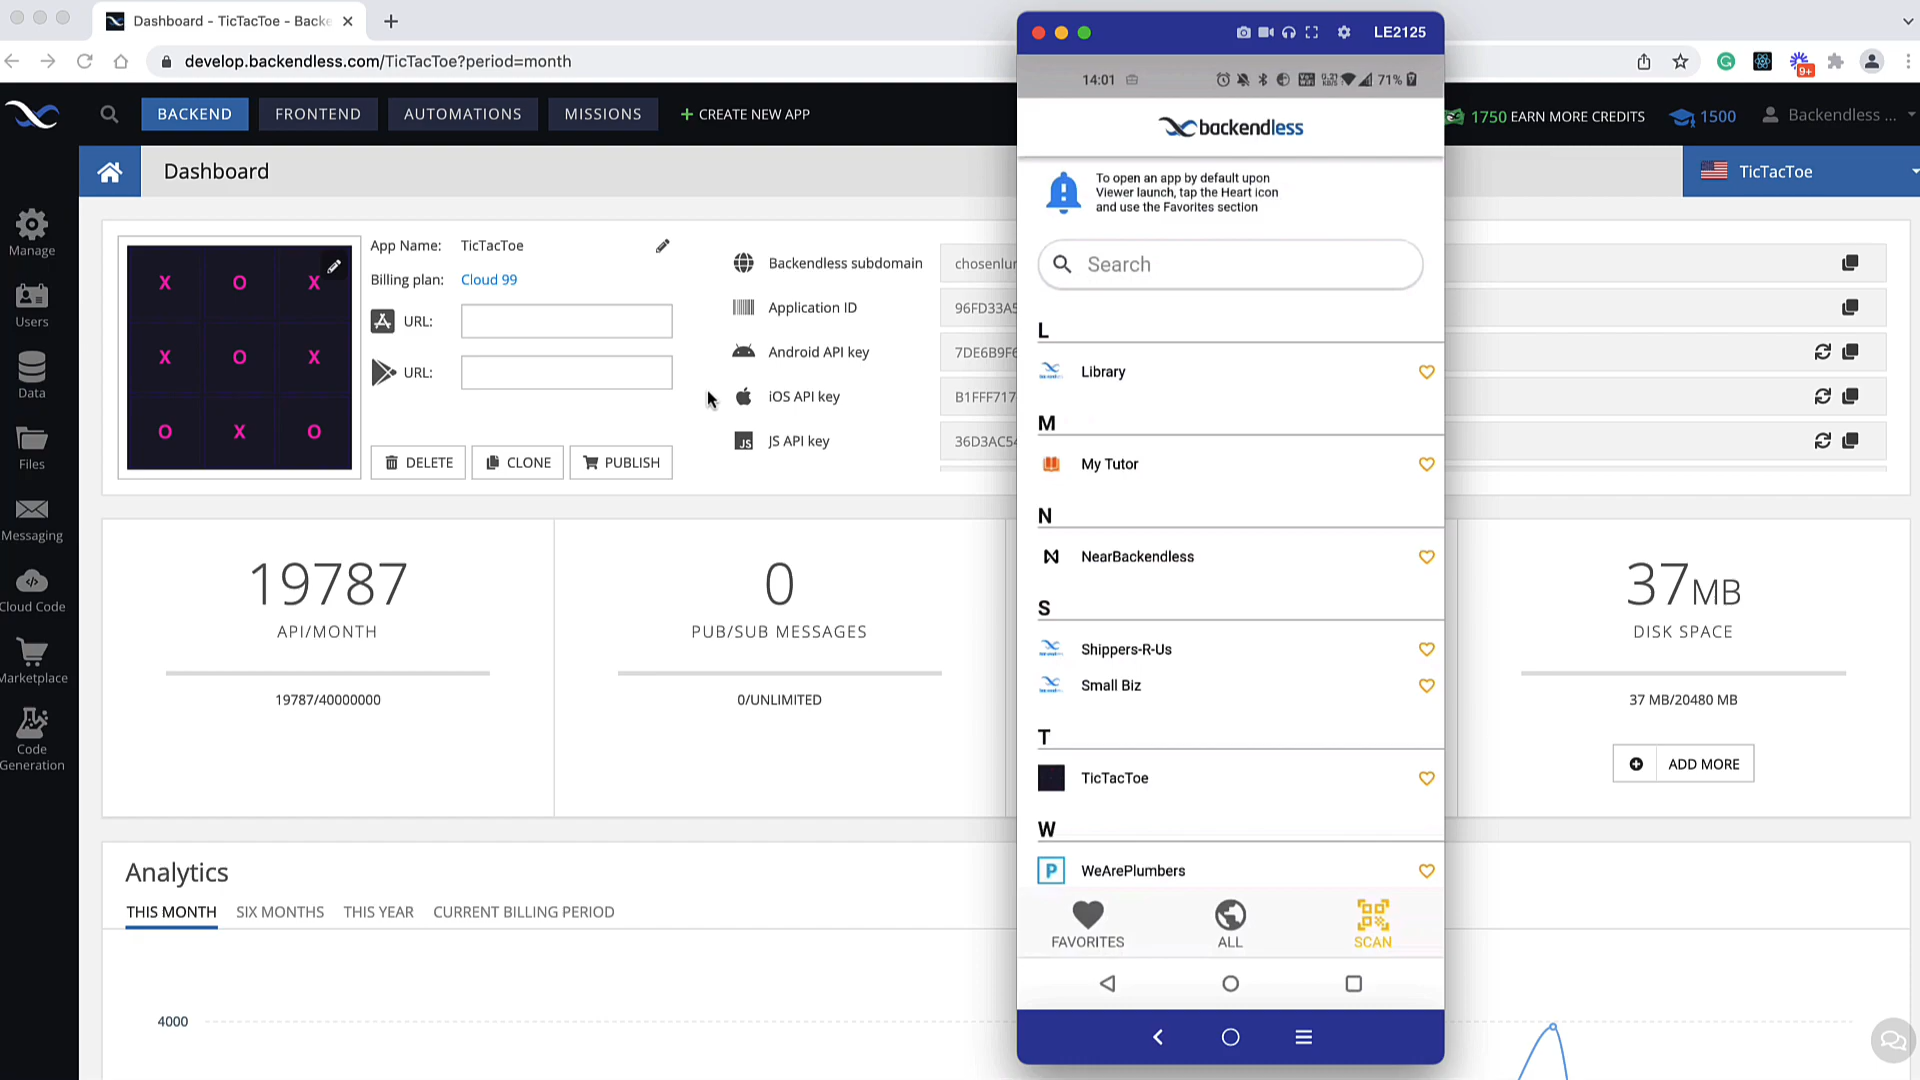 Dashboard - TicTacToe - Backe
develop.backendless.com/TicTacToe?period=month
9+
BACKEND
FRONTEND
AUTOMATIONS
MISSIONS
+ CREATE NEW APP
1750 EARN MORE CREDITS
1500
Backendless ...
Dashboard
TicTacToe
Manage
Users
Data
Files
Messaging
Cloud Code
Marketplace
Code
Generation
X O X
X O X
O X O
App Name: TicTacToe
Billing plan: Cloud 99
URL:
URL:
DELETE
CLONE
PUBLISH
Backendless subdomain
chosenlur
Application ID
96FD33A5
Android API key
7DE6B9F6
iOS API key
B1FFF717
JS
JS API key
36D3AC54
19787
API/MONTH
19787/40000000
0
PUB/SUB MESSAGES
0/UNLIMITED
37MB
DISK SPACE
37 MB/20480 MB
ADD MORE
Analytics
THIS MONTH
SIX MONTHS
THIS YEAR
CURRENT BILLING PERIOD
4000
LE2125
14:01
71%
backendless
To open an app by default upon
Viewer launch, tap the Heart icon
and use the Favorites section
Search
L
Library
M
My Tutor
N
NearBackendless
S
Shippers-R-Us
Small Biz
T
TicTacToe
W
P
WeArePlumbers
FAVORITES
ALL
SCAN